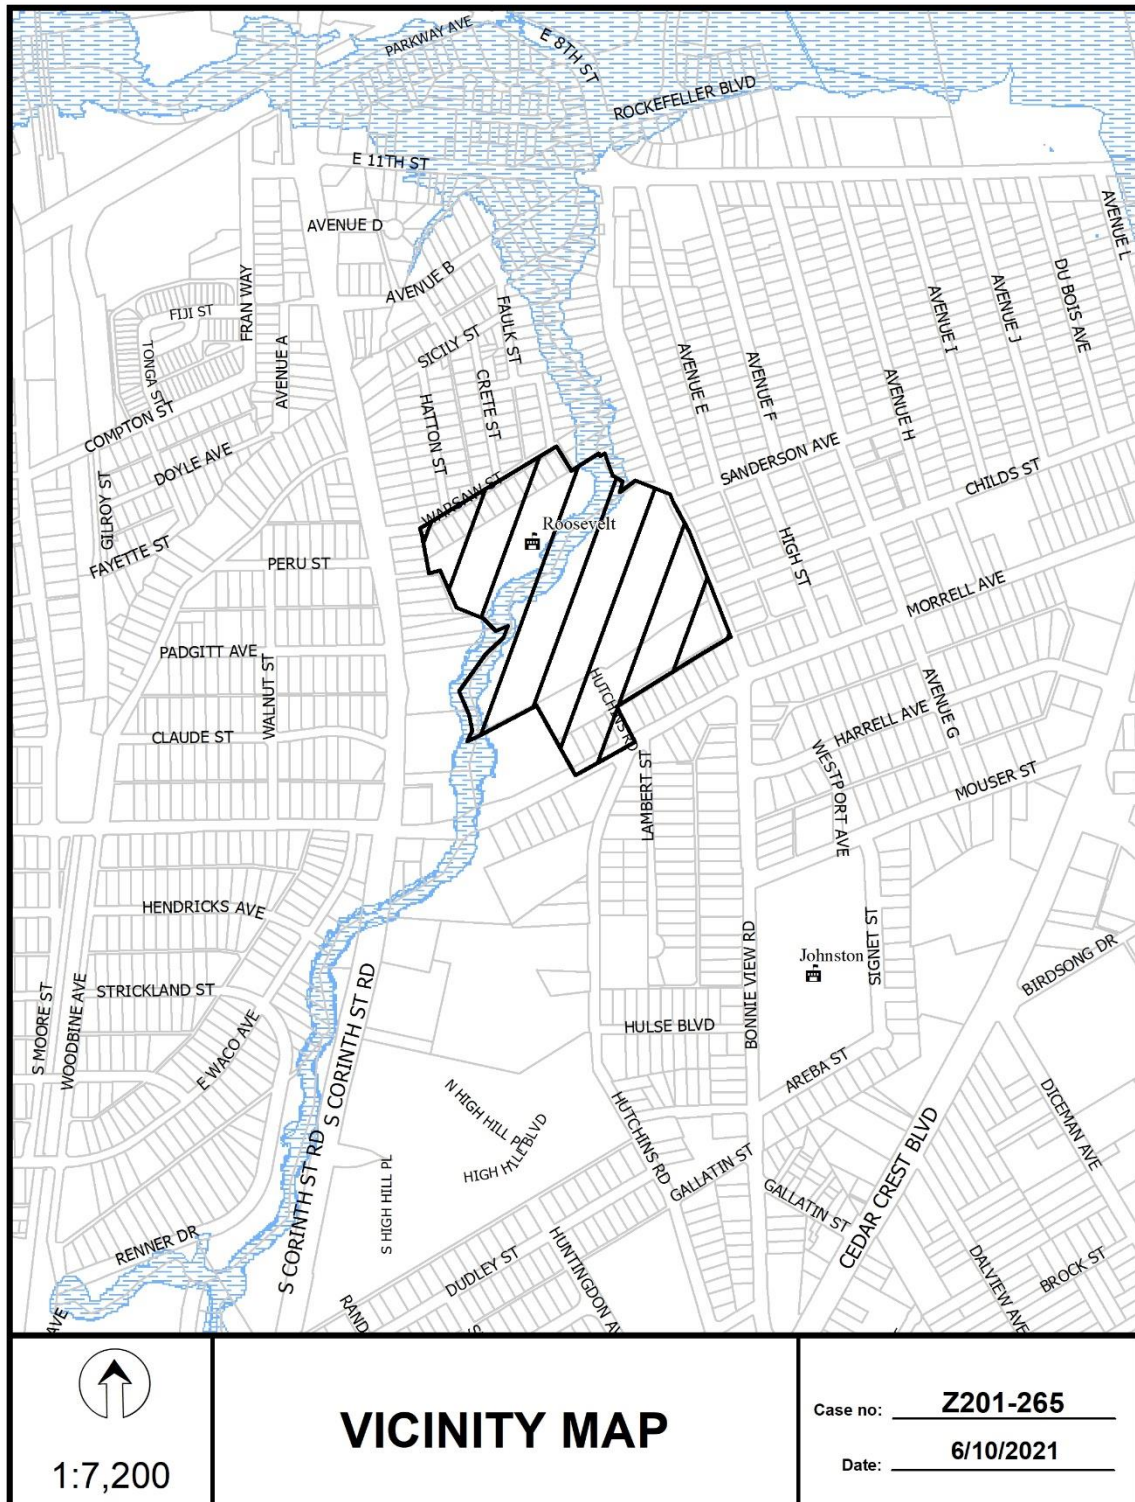 PARKWAY AVE
E 8TH ST
ROCKEFELLER BLVD
E 11TH ST
AVENUE D
AVENUE L
AVENUE B
DU BOIS AVE
AVENUE J
AVENUE I
FIJI ST
FRAN WAY
FAULK ST
SICILY ST
AVENUE A
TONGA ST
CRETE ST
AVENUE E
AVENUE F
AVENUE H
HATTON ST
COMPTON ST
DOYLE AVE
SANDERSON AVE
CHILDS ST
GILROY ST
WARSAW ST
Roosevelt
FAYETTE ST
PERU ST
HIGH ST
MORRELL AVE
PADGITT AVE
WALNUT ST
HUTCHINS RD
AVENUE G
HARRELL AVE
CLAUDE ST
WESTPORT AVE
LAMBERT ST
MOUSER ST
HENDRICKS AVE
SIGNET ST
Johnston
BIRDSONG DR
BONNIE VIEW RD
STRICKLAND ST
S MOORE ST
WOODBINE AVE
E WACO AVE
S CORINTH ST RD
HULSE BLVD
AREBA ST
N HIGH HILL PL
HIGH HILL BLVD
HUTCHINS RD
DICEMAN AVE
S CORINTH ST RD
S HIGH HILL PL
GALLATIN ST
GALLATIN ST
CEDAR CREST BLVD
RENNER DR
DUDLEY ST
HUNTINGDON AV
DALVIEW AVE
BROCK ST
RAND
AVE
1:7,200
VICINITY MAP
Case no: Z201-265
Date: 6/10/2021